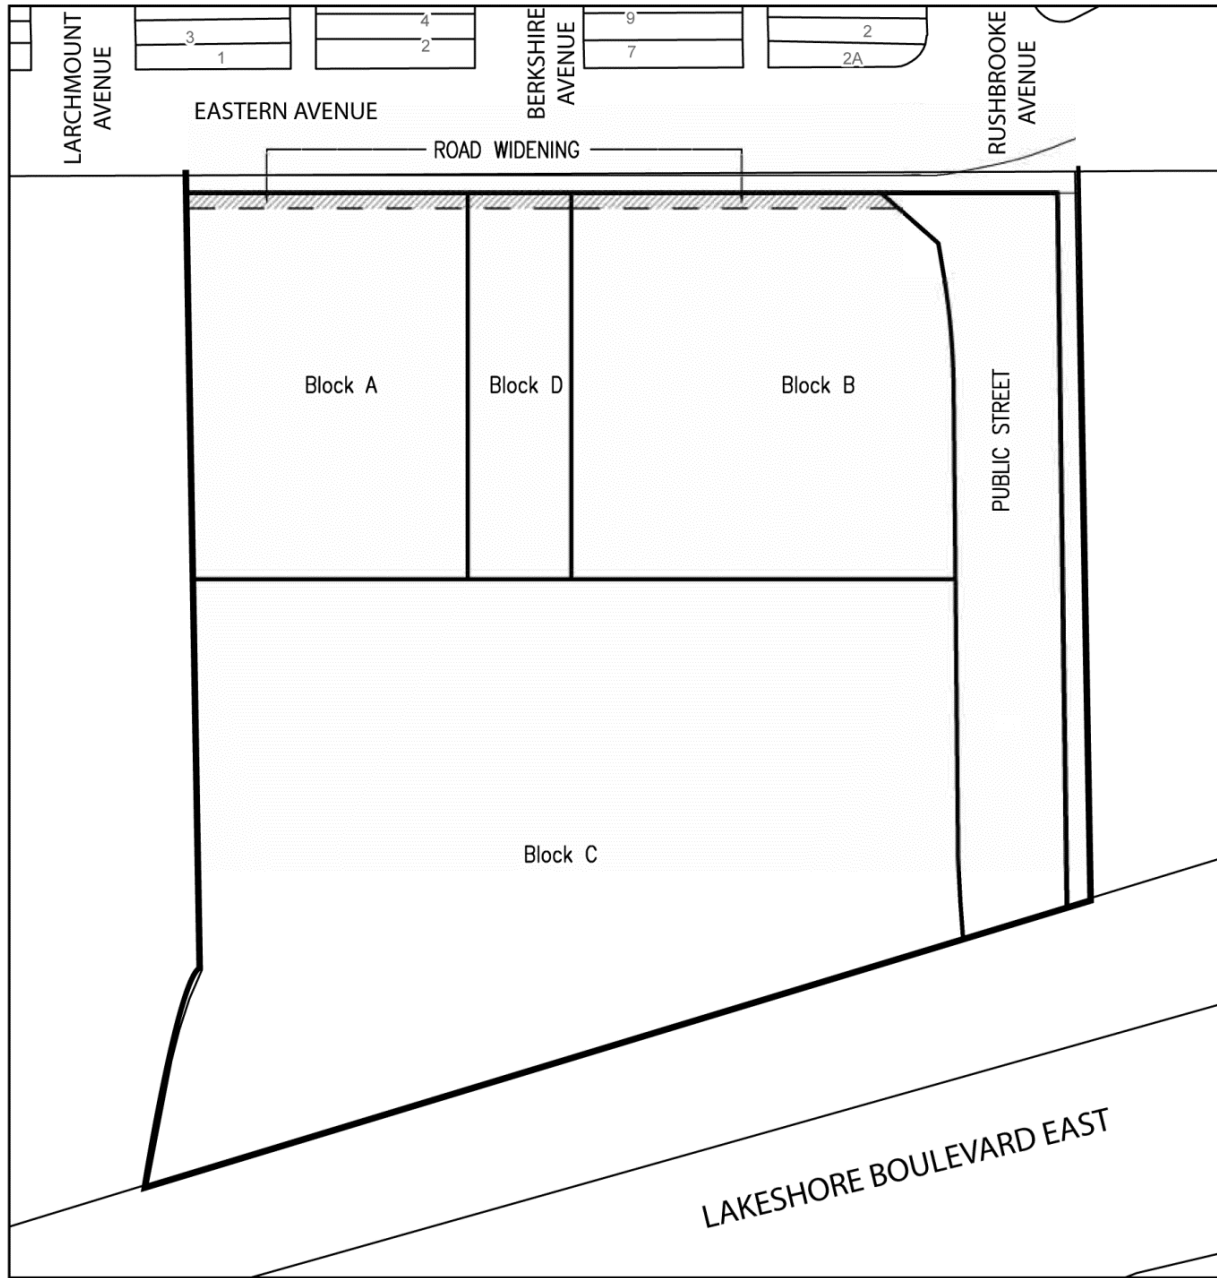 LARCHMOUNT
AVENUE
3
1
4
2
BERKSHIRE
AVENUE
9
7
2
2A
RUSHBROOKE
AVENUE
EASTERN AVENUE
ROAD WIDENING
Block A
Block D
Block B
PUBLIC STREET
Block C
LAKESHORE BOULEVARD EAST